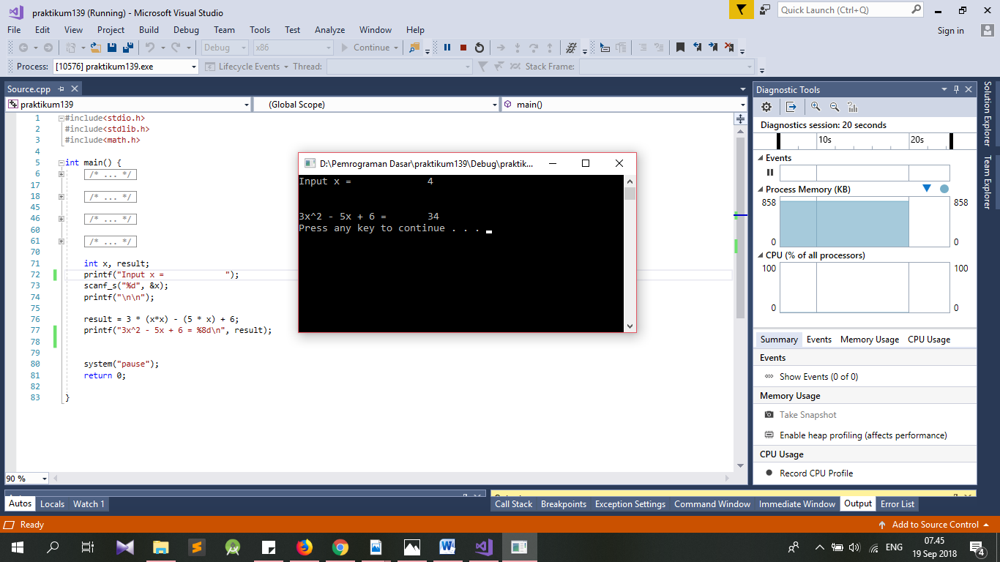 praktikum139 (Running) - Microsoft Visual Studio
Quick Launch (Ctrl+Q)
File Edit View Project Build Debug Team Tools Test Analyze Window Help
Sign in
Debug x86 Continue
Process: [10576] praktikum139.exe Lifecycle Events Thread: Stack Frame:
Source.cpp
praktikum139 (Global Scope) main()
1 #include<stdio.h>
2 #include<stdlib.h>
3 #include<math.h>
4
5 int main() {
6 /* ... */
17
18 /* ... */
45
46 /* ... */
60
61 /* ... */
70
71 int x, result;
72 printf("Input x =             ");
73 scanf_s("%d", &x);
74 printf("\n\n");
75
76 result = 3 * (x*x) - (5 * x) + 6;
77 printf("3x^2 - 5x + 6 = %8d\n", result);
78
79
80 system("pause");
81 return 0;
82
83 }
90 %
D:\Pemrograman Dasar\praktikum139\Debug\praktik...
Input x =             4
3x^2 - 5x + 6 =       34
Press any key to continue . . .
Diagnostic Tools
Diagnostics session: 20 seconds
10s 20s
Events
Process Memory (KB)
858 858
0 0
CPU (% of all processors)
100 100
0 0
Summary Events Memory Usage CPU Usage
Events
Show Events (0 of 0)
Memory Usage
Take Snapshot
Enable heap profiling (affects performance)
CPU Usage
Record CPU Profile
Solution Explorer
Team Explorer
Autos Locals Watch 1
Call Stack Breakpoints Exception Settings Command Window Immediate Window Output Error List
Ready
Add to Source Control
ENG
07.45
19 Sep 2018
4